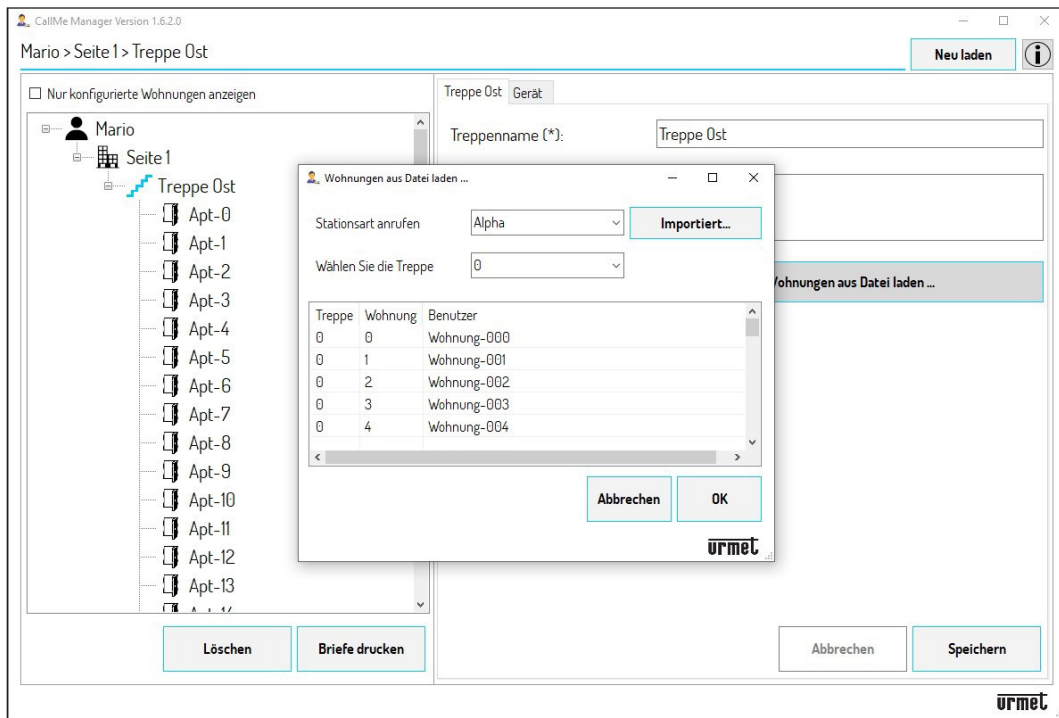 CallMe Manager Version 1.6.2.0
Mario > Seite 1 > Treppe Ost
Neu laden
Nur konfigurierte Wohnungen anzeigen
Treppe Ost Gerät
Mario
Seite 1
Treppe Ost
Apt-0
Apt-1
Apt-2
Apt-3
Apt-4
Apt-5
Apt-6
Apt-7
Apt-8
Apt-9
Apt-10
Apt-11
Apt-12
Apt-13
Treppenname (*): Treppe Ost
aus Datei laden ...
Wohnungen aus Datei laden ...
Stationsart anrufen Alpha Importiert...
Wählen Sie die Treppe 0
Treppe Wohnung Benutzer
0 0 Wohnung-000
0 1 Wohnung-001
0 2 Wohnung-002
0 3 Wohnung-003
0 4 Wohnung-004
Abbrechen OK
urmet
Löschen Briefe drucken
Abbrechen Speichern
urmet